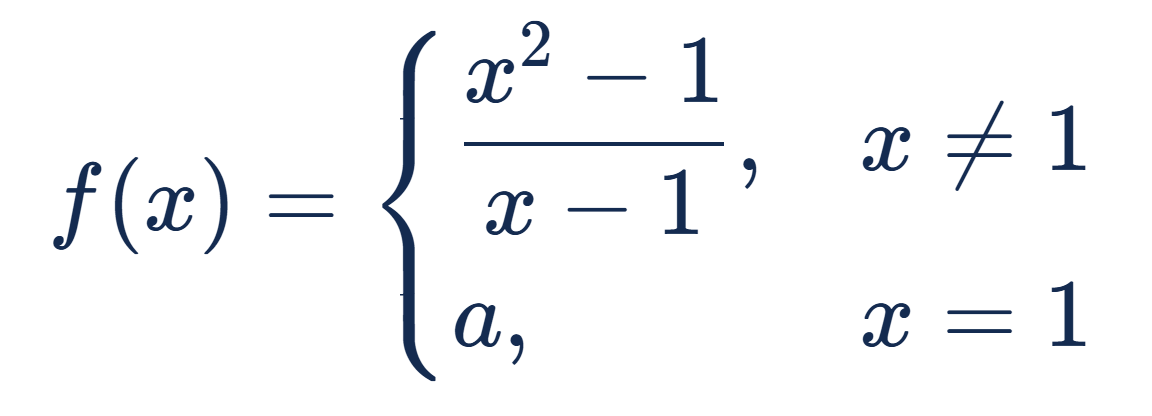 f(x) = { x² − 1 / x − 1, x ≠ 1
a, x = 1